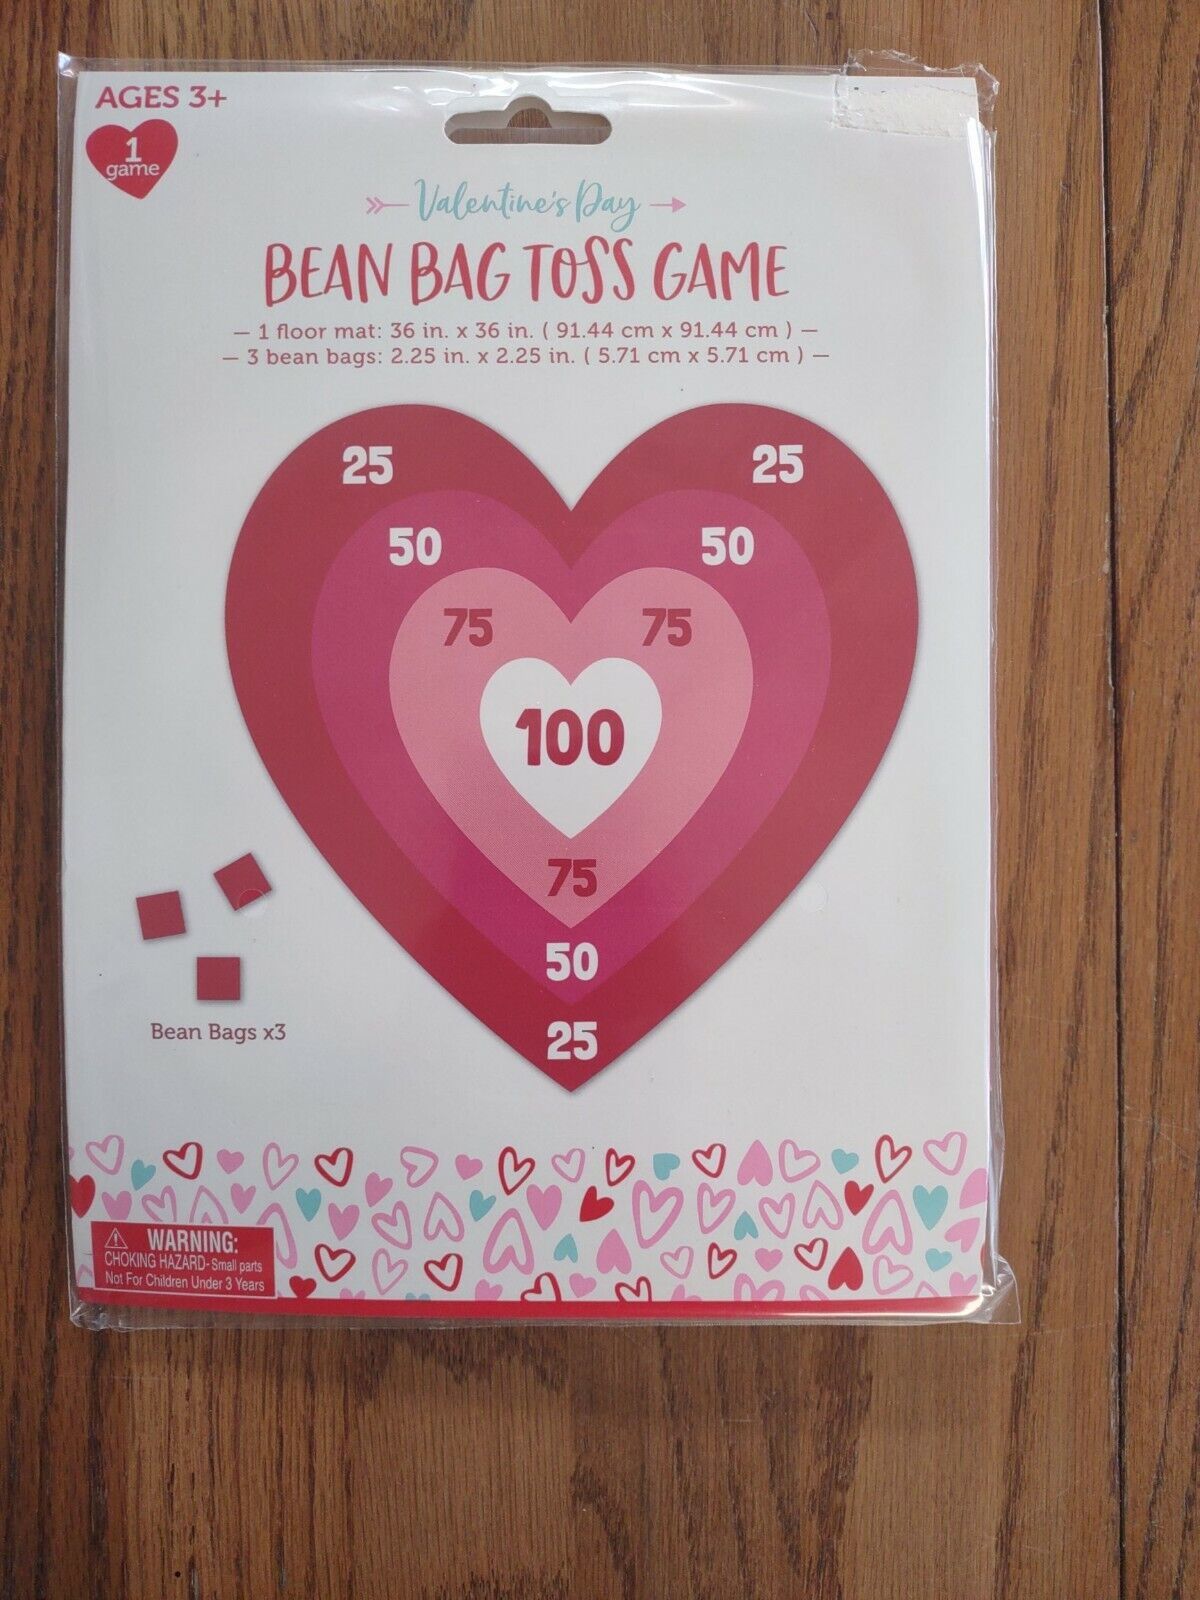 AGES 3+
1
game
Valentine's Day
BEAN BAG TOSS GAME
— 1 floor mat: 36 in. x 36 in. ( 91.44 cm x 91.44 cm ) —
— 3 bean bags: 2.25 in. x 2.25 in. ( 5.71 cm x 5.71 cm ) —
25 25
50 50
75 75
100
75
50
25
Bean Bags x3
WARNING:
CHOKING HAZARD-Small parts
Not For Children Under 3 Years